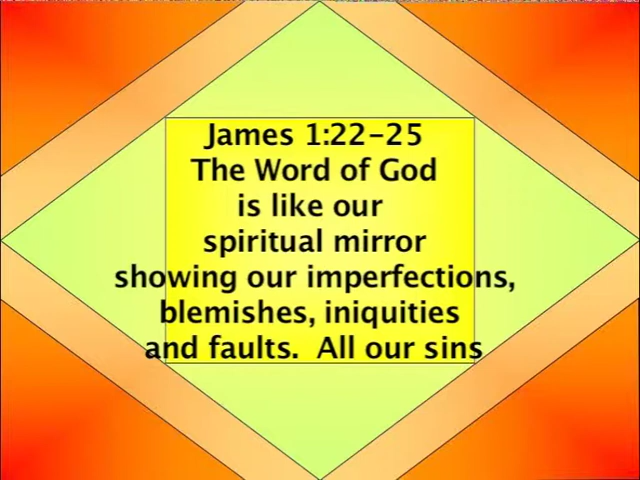 James 1:22-25
The Word of God
is like our
spiritual mirror
showing our imperfections,
blemishes, iniquities
and faults.  All our sins